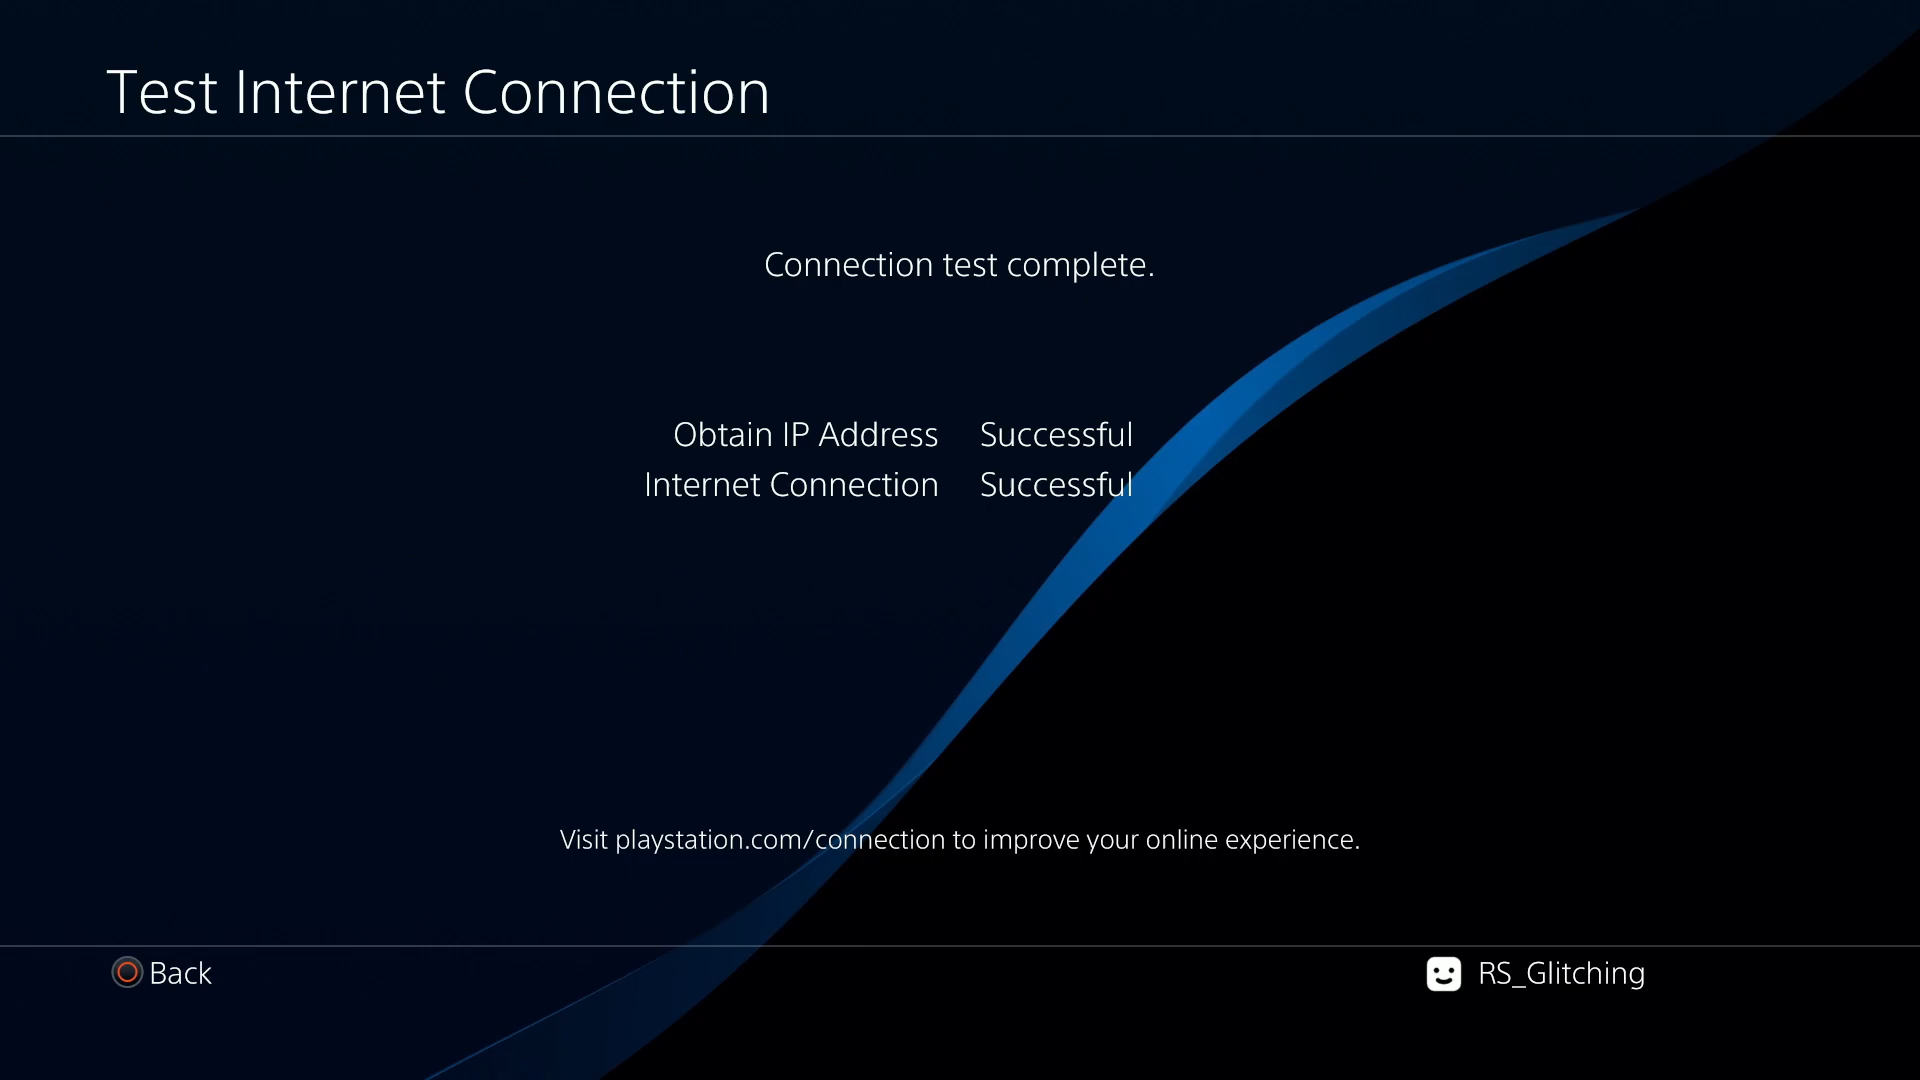 Test Internet Connection
Connection test complete.
Obtain IP Address Successful
Internet Connection Successful
Visit playstation.com/connection to improve your online experience.
Back RS_Glitching